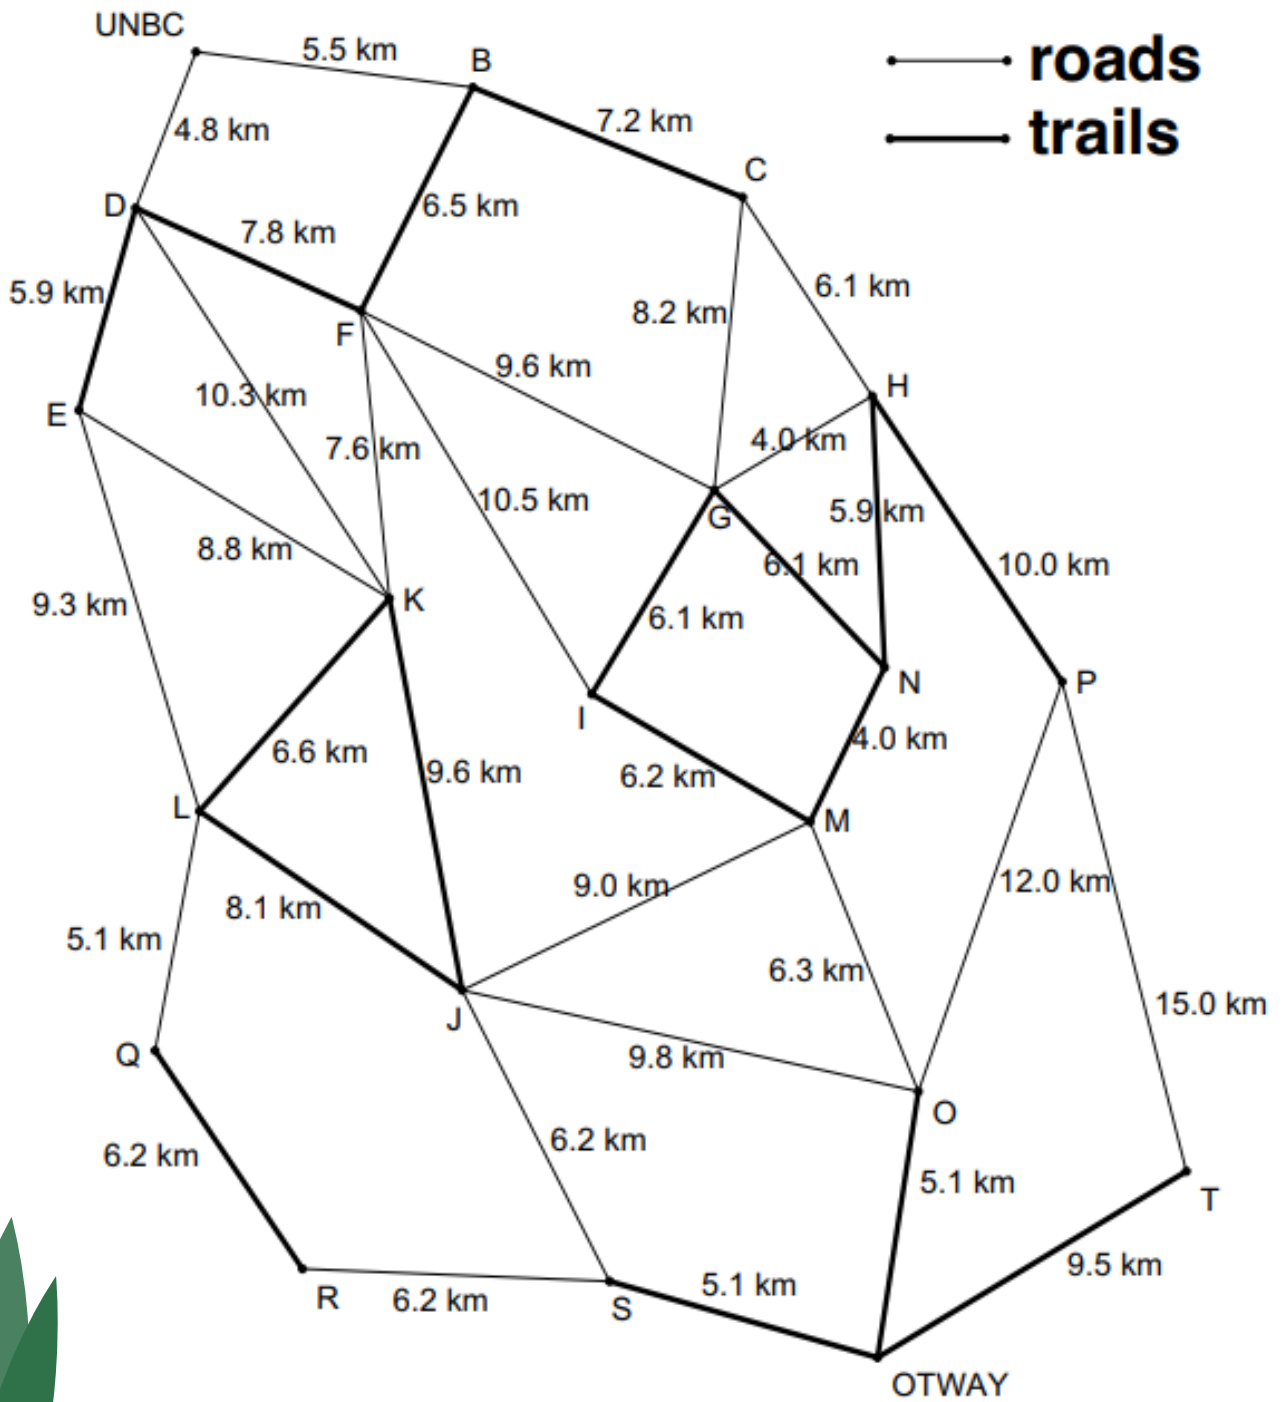 UNBC
5.5 km
B
roads
7.2 km
trails
4.8 km
C
D
7.8 km
6.5 km
5.9 km
6.1 km
8.2 km
F
9.6 km
H
10.3 km
E
7.6 km
4.0 km
10.5 km
G
5.9 km
8.8 km
6.1 km
10.0 km
9.3 km
K
6.1 km
N
P
I
6.6 km
9.6 km
6.2 km
4.0 km
L
M
9.0 km
12.0 km
8.1 km
5.1 km
6.3 km
15.0 km
J
Q
9.8 km
O
6.2 km
6.2 km
5.1 km
T
9.5 km
R
6.2 km
S
5.1 km
OTWAY